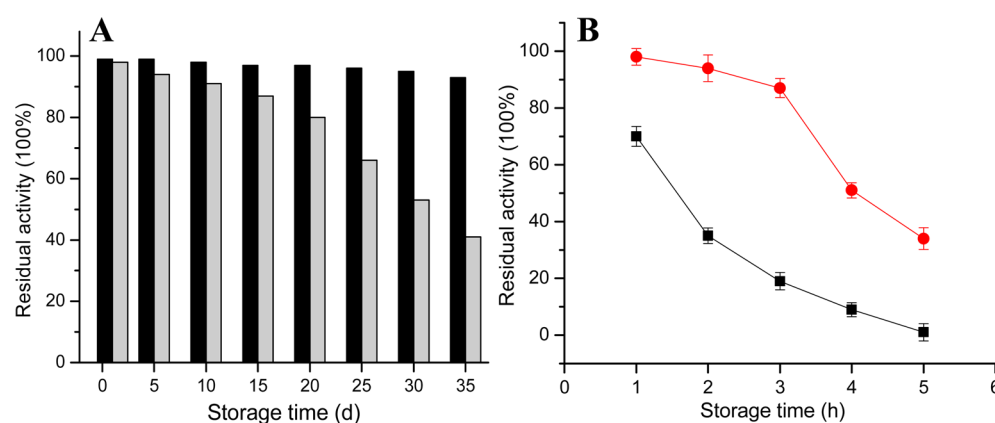 A
Residual activity (100%)
100
80
60
40
20
0
0 5 10 15 20 25 30 35
Storage time (d)
B
Residual activity (100%)
100
80
60
40
20
0
0 1 2 3 4 5 6
Storage time (h)